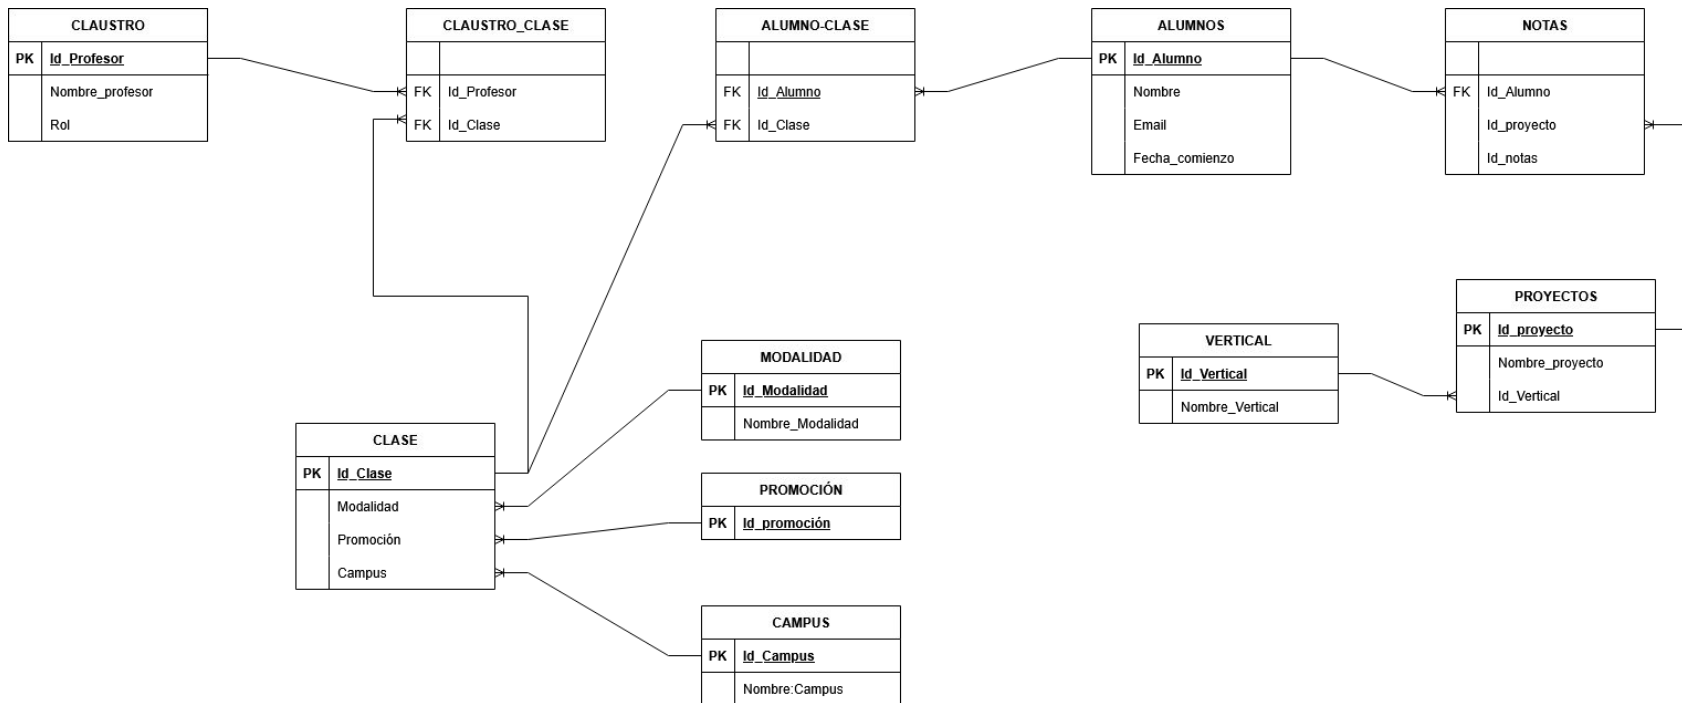 CLAUSTRO
PK Id_Profesor
Nombre_profesor
Rol
CLAUSTRO_CLASE
FK Id_Profesor
FK Id_Clase
ALUMNO-CLASE
FK Id_Alumno
FK Id_Clase
ALUMNOS
PK Id_Alumno
Nombre
Email
Fecha_comienzo
NOTAS
FK Id_Alumno
Id_proyecto
Id_notas
PROYECTOS
PK Id_proyecto
Nombre_proyecto
Id_Vertical
VERTICAL
PK Id_Vertical
Nombre_Vertical
MODALIDAD
PK Id_Modalidad
Nombre_Modalidad
CLASE
PK Id_Clase
Modalidad
Promoción
Campus
PROMOCIÓN
PK Id_promoción
CAMPUS
PK Id_Campus
Nombre:Campus